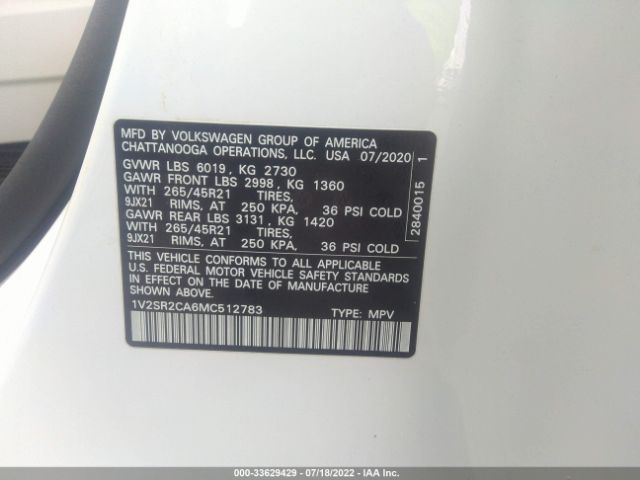 MFD BY VOLKSWAGEN GROUP OF AMERICA
CHATTANOOGA OPERATIONS, LLC. USA 07/2020
GVWR LBS 6019 , KG 2730
GAWR FRONT LBS 2998 , KG 1360
WITH 265/45R21 TIRES,
9JX21 RIMS, AT 250 KPA, 36 PSI COLD
GAWR REAR LBS 3131 , KG 1420
WITH 265/45R21 TIRES,
9JX21 RIMS, AT 250 KPA, 36 PSI COLD
THIS VEHICLE CONFORMS TO ALL APPLICABLE
U.S. FEDERAL MOTOR VEHICLE SAFETY STANDARDS
IN EFFECT ON THE DATE OF MANUFACTURE
SHOWN ABOVE.
1V2SR2CA6MC512783 TYPE: MPV
2840015 1
000-33629429 - 07/18/2022 - IAA Inc.